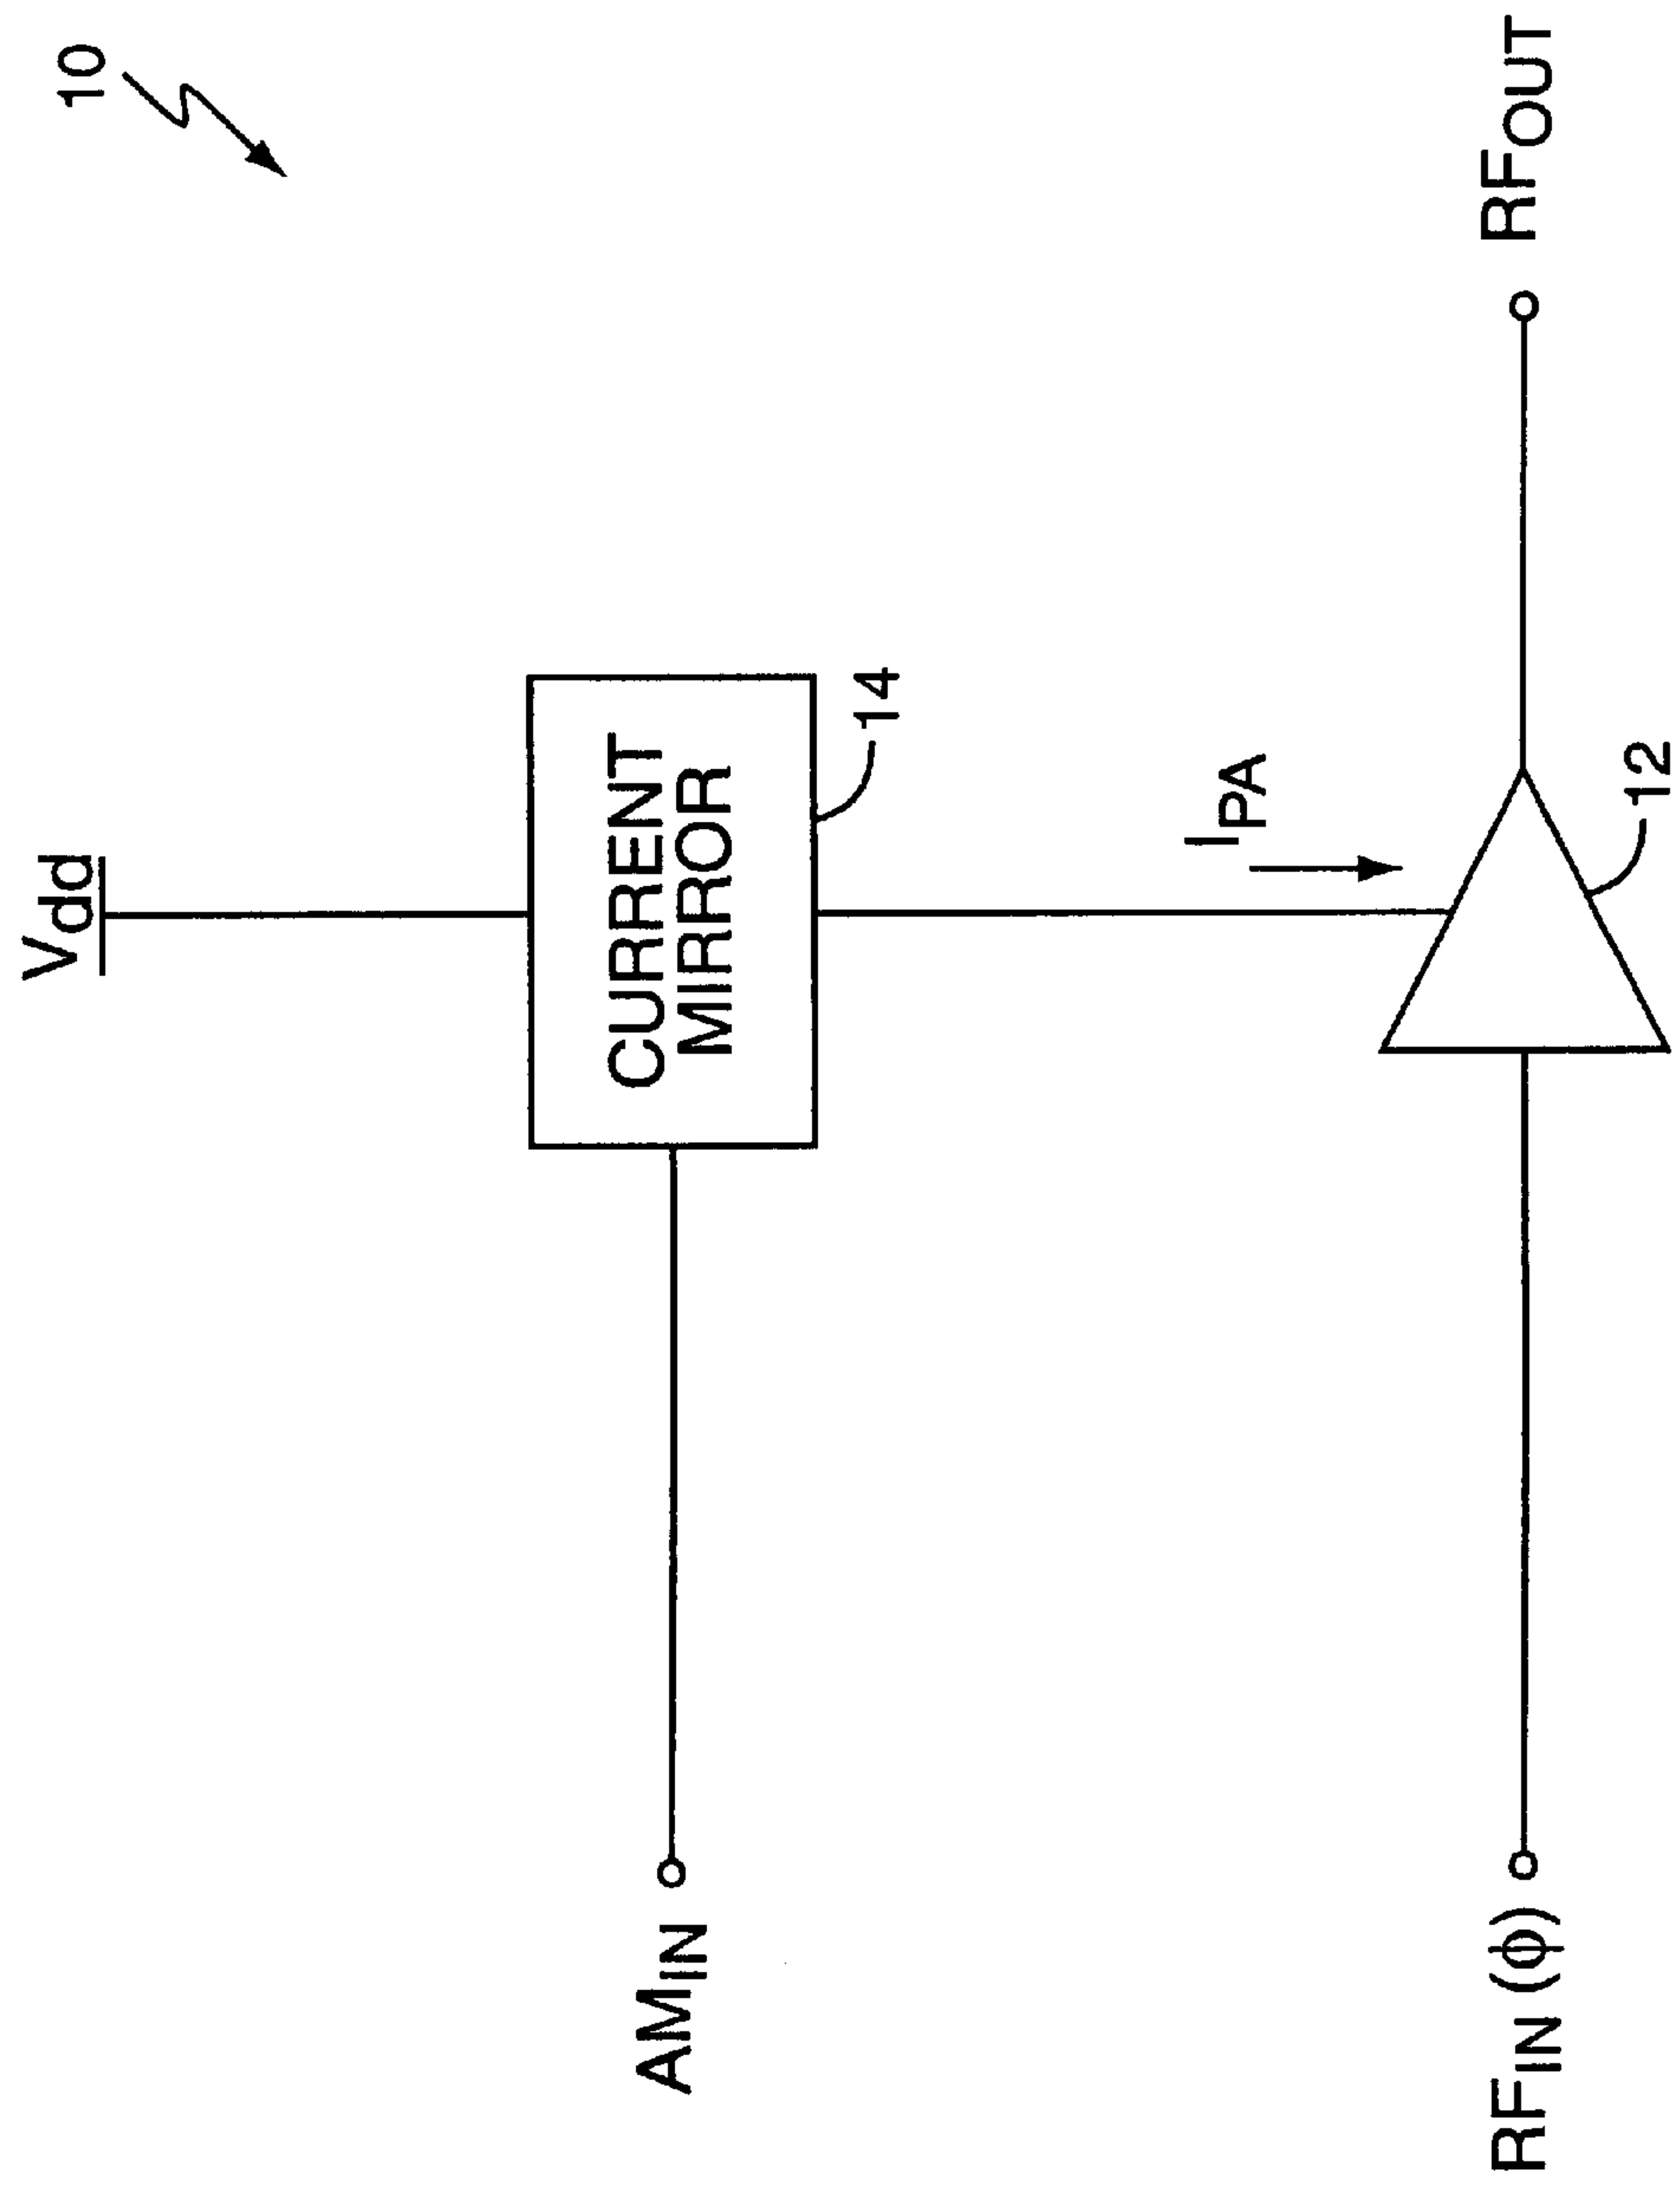 10
Vdd
CURRENT
MIRROR
14
AMIN
IPA
RFIN (ϕ)
RFOUT
12